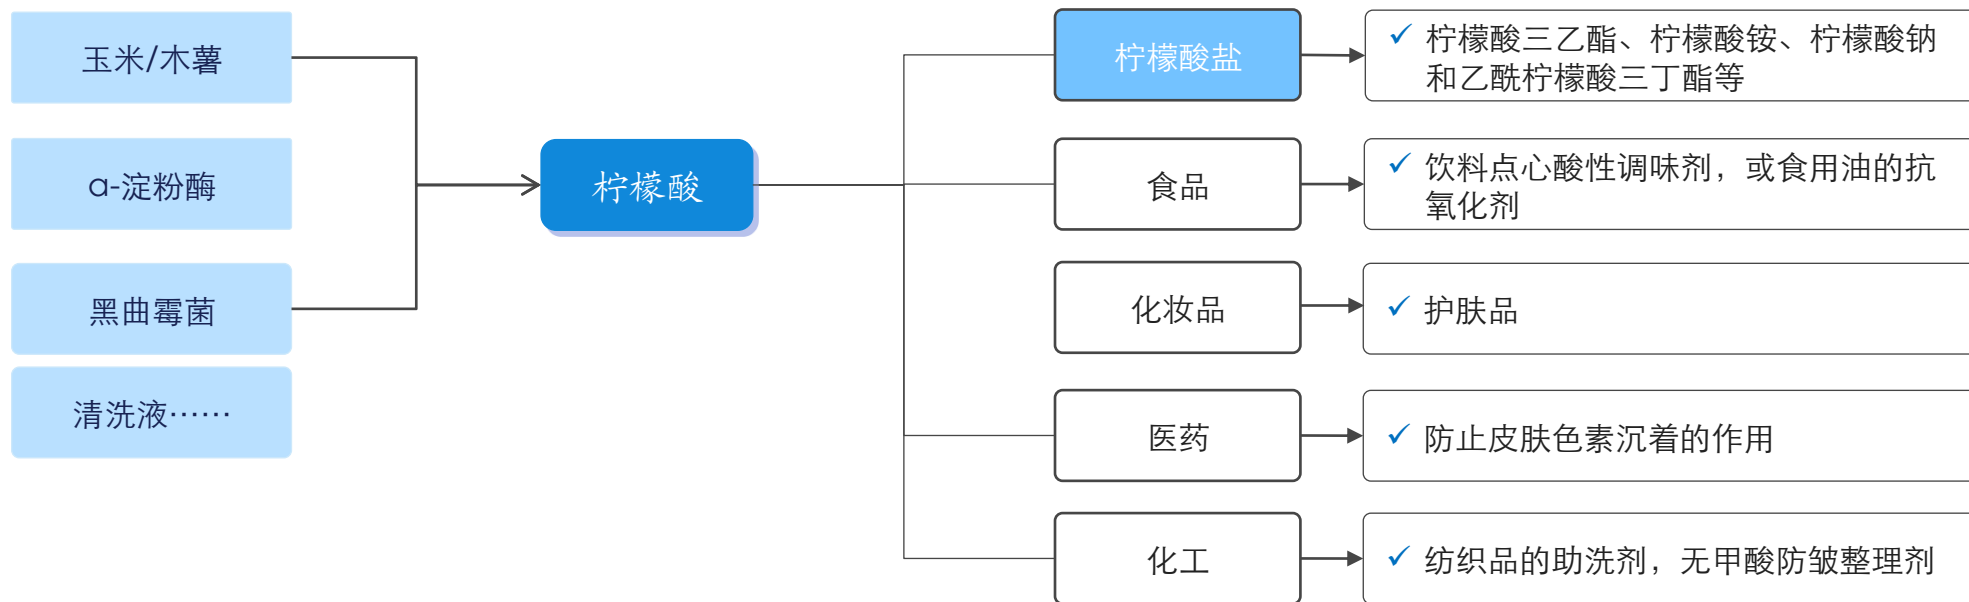 玉米/木薯
α-淀粉酶
黑曲霉菌
清洗液……
柠檬酸
柠檬酸盐
柠檬酸三乙酯、柠檬酸铵、柠檬酸钠
和乙酰柠檬酸三丁酯等
食品
饮料点心酸性调味剂，或食用油的抗
氧化剂
化妆品
护肤品
医药
防止皮肤色素沉着的作用
化工
纺织品的助洗剂，无甲酸防皱整理剂